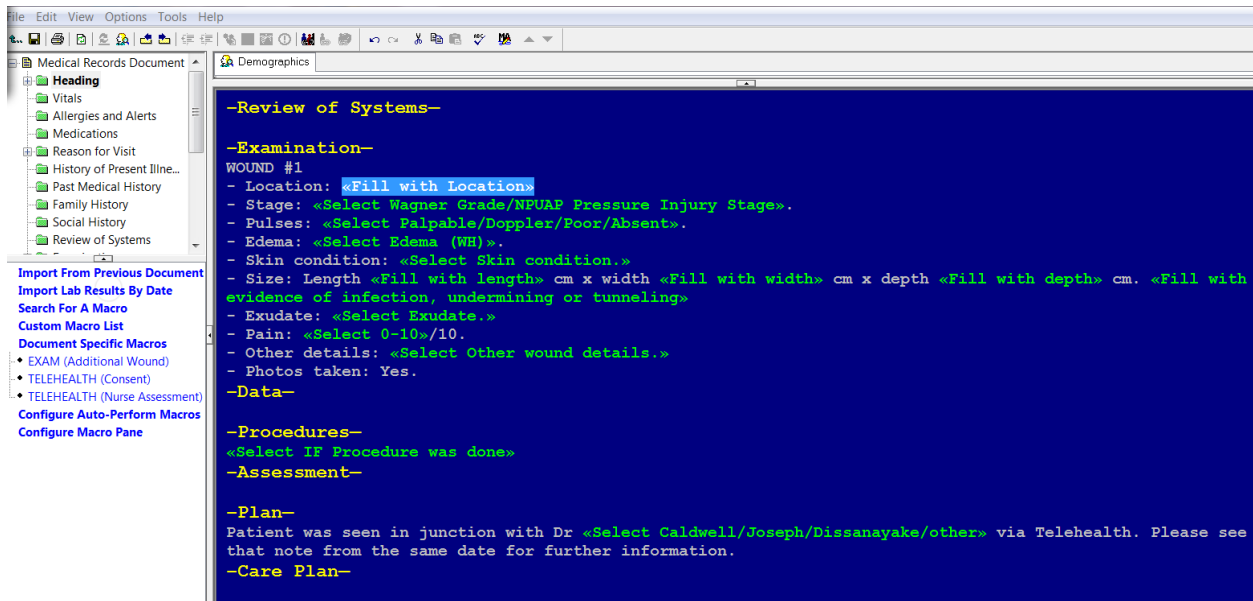 File Edit View Options Tools Help
Medical Records Document
Heading
Vitals
Allergies and Alerts
Medications
Reason for Visit
History of Present Illne...
Past Medical History
Family History
Social History
Review of Systems
Import From Previous Document
Import Lab Results By Date
Search For A Macro
Custom Macro List
Document Specific Macros
EXAM (Additional Wound)
TELEHEALTH (Consent)
TELEHEALTH (Nurse Assessment)
Configure Auto-Perform Macros
Configure Macro Pane
Demographics
—Review of Systems—
—Examination—
WOUND #1
- Location: «Fill with Location»
- Stage: «Select Wagner Grade/NPUAP Pressure Injury Stage».
- Pulses: «Select Palpable/Doppler/Poor/Absent».
- Edema: «Select Edema (WH)».
- Skin condition: «Select Skin condition.»
- Size: Length «Fill with length» cm x width «Fill with width» cm x depth «Fill with depth» cm. «Fill with
evidence of infection, undermining or tunneling»
- Exudate: «Select Exudate.»
- Pain: «Select 0-10»/10.
- Other details: «Select Other wound details.»
- Photos taken: Yes.
—Data—
—Procedures—
«Select IF Procedure was done»
—Assessment—
—Plan—
Patient was seen in junction with Dr «Select Caldwell/Joseph/Dissanayake/other» via Telehealth. Please see
that note from the same date for further information.
—Care Plan—